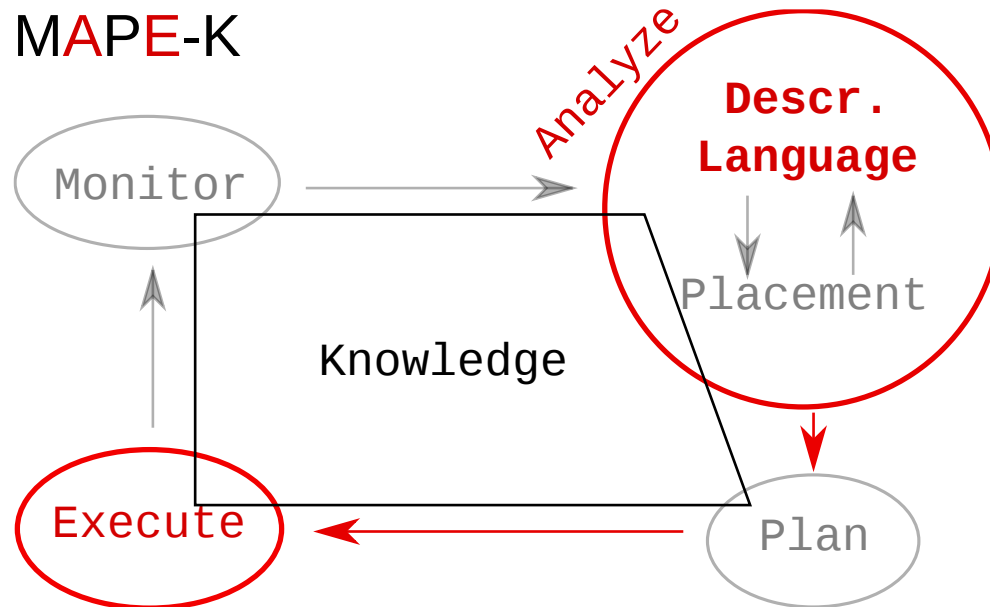 MAPE-K
Analyze
Descr.
Language
Monitor
Placement
Knowledge
Execute
Plan